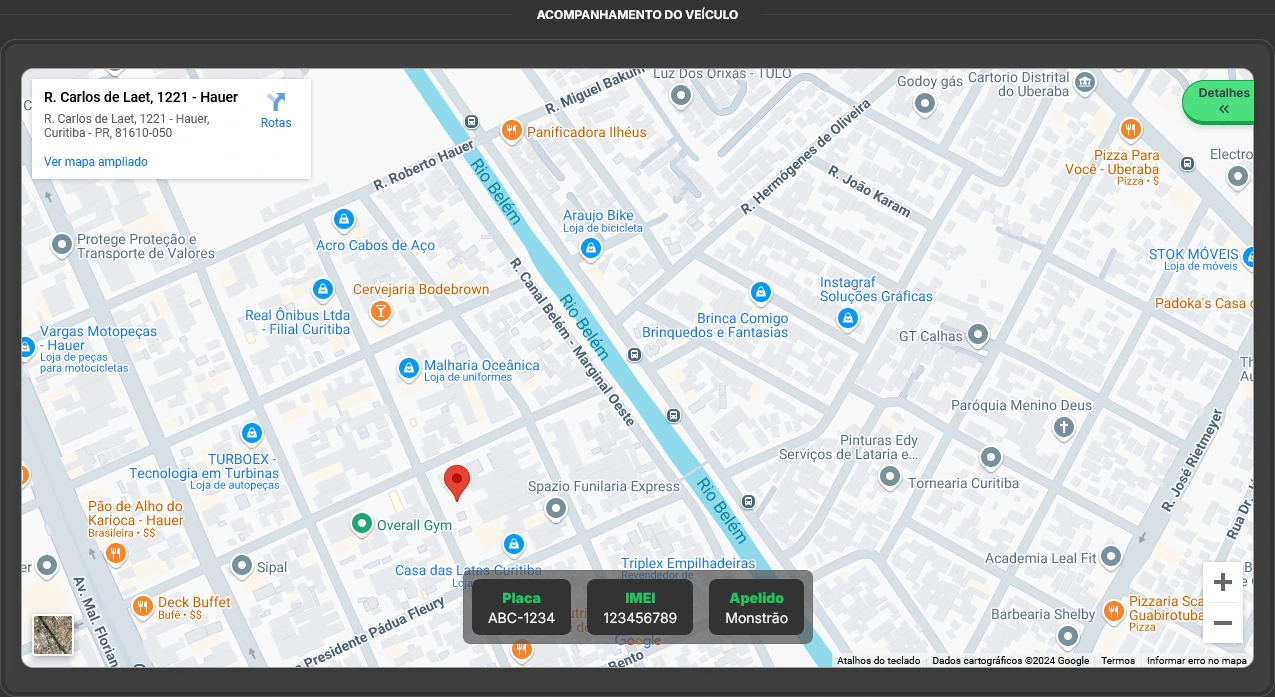 ACOMPANHAMENTO DO VEÍCULO
R. Carlos de Laet, 1221 - Hauer
R. Carlos de Laet, 1221 - Hauer,
Curitiba - PR, 81610-050
Ver mapa ampliado
Rotas
Luz Dos Orixás - TULO
R. Miguel Bakun
Godoy gás
Cartorio Distrital
do Uberaba
Detalhes
«
Panificadora Ilhéus
R. Roberto Hauer
Rio Belém
R. Hermógenes de Oliveira
R. João Karam
Pizza Para
Você - Uberaba
Pizza • $
Electro
Protege Proteção e
Transporte de Valores
Acro Cabos de Aço
Araujo Bike
Loja de bicicleta
STOK MÓVEIS
Loja de móveis
R. Canal Belém - Marginal Oeste
Cervejaria Bodebrown
Real Ônibus Ltda
- Filial Curitiba
Rio Belém
Instagraf
Soluções Gráficas
Padoka's Casa
Brinca Comigo
Brinquedos e Fantasias
GT Calhas
Vargas Motopeças
- Hauer
Loja de peças
para motocicletas
Malharia Oceânica
Loja de uniformes
Paróquia Menino Deus
R. José Rietmeyer
TURBOEX -
Tecnologia em Turbinas
Loja de autopeças
Pinturas Edy
Serviços de Lataria e...
Tornearia Curitiba
Spazio Funilaria Express
Rio Belém
Rua Dr.
Pão de Alho do
Karioca - Hauer
Brasileira • $$
Overall Gym
Academia Leal Fit
Sipal
Casa das Latas Curitiba
Triplex Empilhadeiras
Revendedor de
Av. Mal. Florian
Deck Buffet
Bufê • $$
Presidente Pádua Fleury
Placa
ABC-1234
IMEI
123456789
Apelido
Monstrão
Google
Bento
Barbearia Shelby
Pizzaria Sca
Guabirotuba
Pizza
+
−
Atalhos do teclado
Dados cartográficos ©2024 Google
Termos
Informar erro no mapa